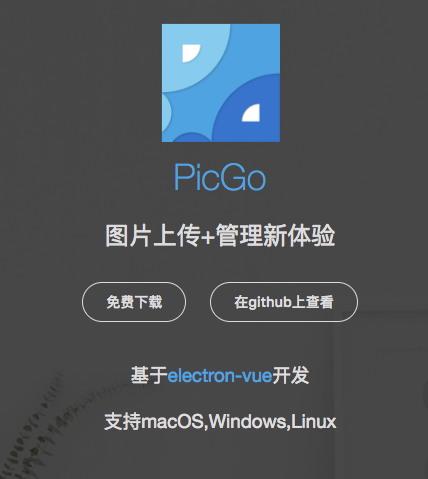 PicGo
图片上传+管理新体验
免费下载
在github上查看
基于electron-vue开发
支持macOS,Windows,Linux